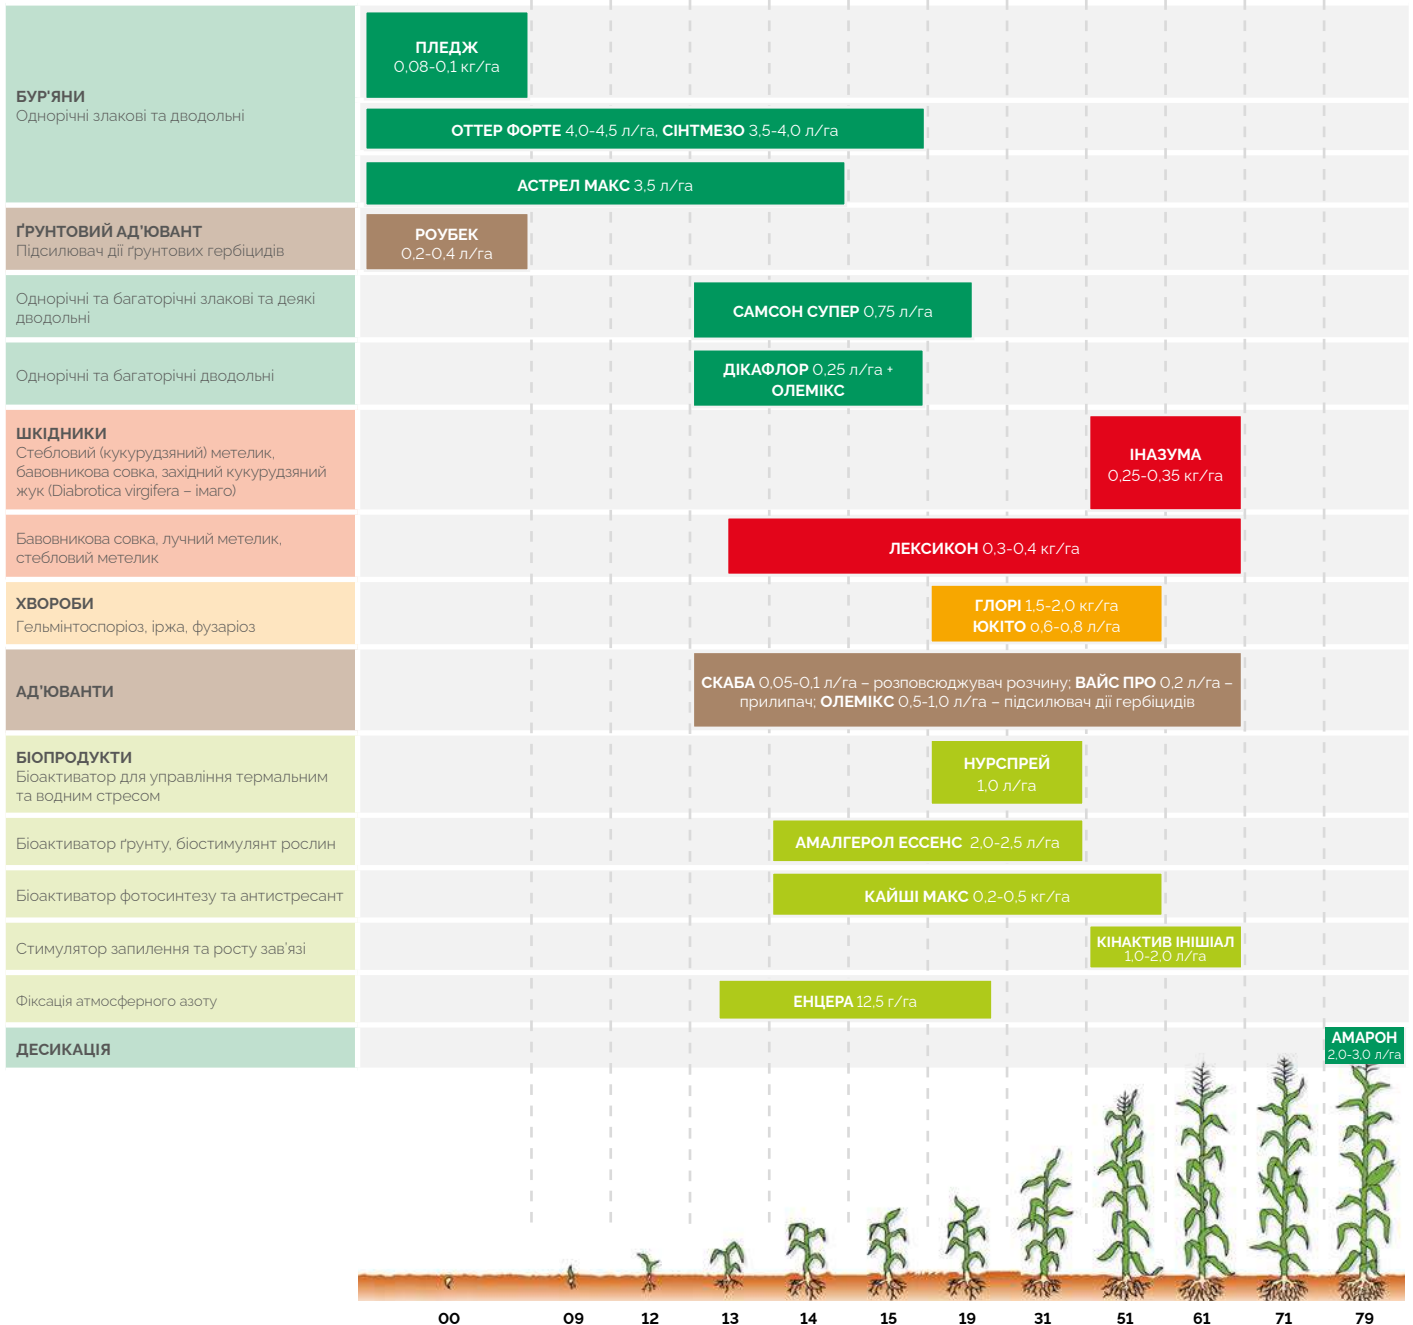 БУР'ЯНИ
Однорічні злакові та дводольні
ПЛЕДЖ
0,08-0,1 кг/га
ОТТЕР ФОРТЕ 4,0-4,5 л/га, СІНТМЕЗО 3,5-4,0 л/га
АСТРЕЛ МАКС 3,5 л/га
ҐРУНТОВИЙ АД'ЮВАНТ
Підсилювач дії ґрунтових гербіцидів
РОУБЕК
0,2-0,4 л/га
Однорічні та багаторічні злакові та деякі
дводольні
САМСОН СУПЕР 0,75 л/га
Однорічні та багаторічні дводольні
ДІКАФЛОР 0,25 л/га +
ОЛЕМІКС
ШКІДНИКИ
Стебловий (кукурудзяний) метелик,
бавовникова совка, західний кукурудзяний
жук (Diabrotica virgifera – імаго)
ІНАЗУМА
0,25-0,35 кг/га
Бавовникова совка, лучний метелик,
стебловий метелик
ЛЕКСИКОН 0,3-0,4 кг/га
ХВОРОБИ
Гельмінтоспоріоз, іржа, фузаріоз
ГЛОРІ 1,5-2,0 кг/га
ЮКІТО 0,6-0,8 л/га
АД'ЮВАНТИ
СКАБА 0,05-0,1 л/га – розповсюджувач розчину; ВАЙС ПРО 0,2 л/га –
прилипач; ОЛЕМІКС 0,5-1,0 л/га – підсилювач дії гербіцидів
БІОПРОДУКТИ
Біоактиватор для управління термальним
та водним стресом
НУРСПРЕЙ
1,0 л/га
Біоактиватор ґрунту, біостимулянт рослин
АМАЛГЕРОЛ ЕССЕНС 2,0-2,5 л/га
Біоактиватор фотосинтезу та антистресант
КАЙШІ МАКС 0,2-0,5 кг/га
Стимулятор запилення та росту зав'язі
КІНАКТИВ ІНІШІАЛ
1,0-2,0 л/га
Фіксація атмосферного азоту
ЕНЦЕРА 12,5 г/га
ДЕСИКАЦІЯ
АМАРОН
2,0-3,0 л/га
00 09 12 13 14 15 19 31 51 61 71 79